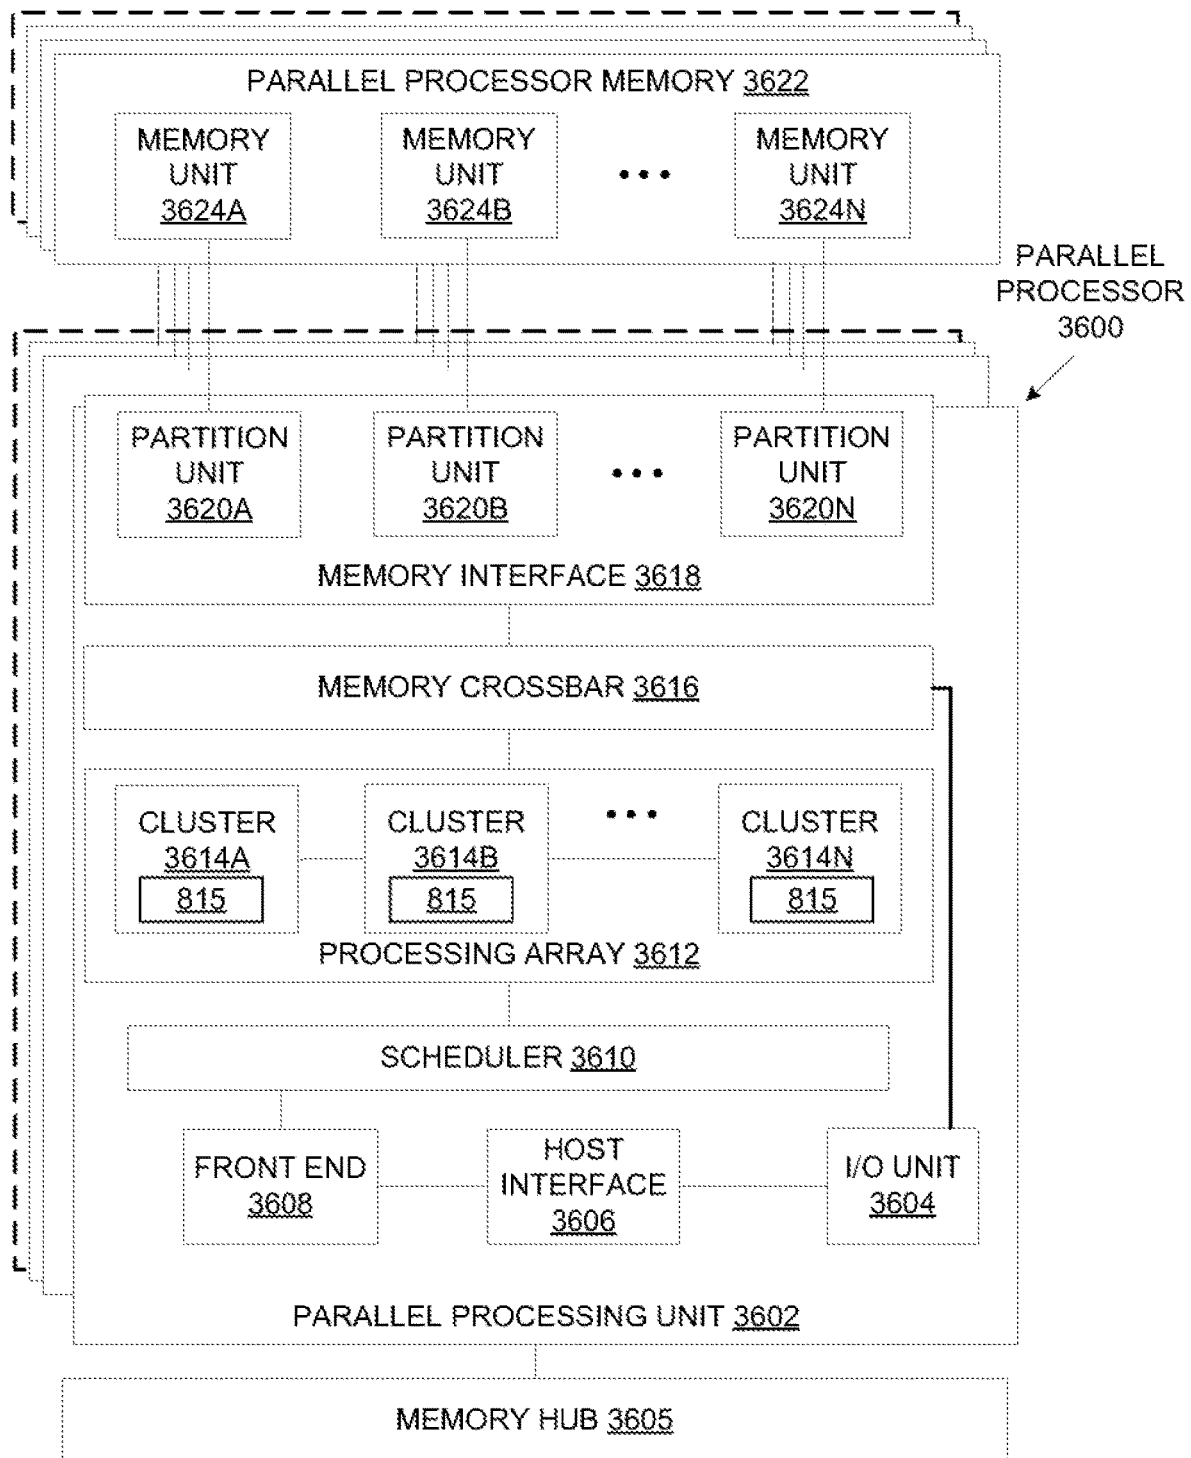 PARALLEL PROCESSOR MEMORY 3622
MEMORY
UNIT
3624A
MEMORY
UNIT
3624B
MEMORY
UNIT
3624N
PARALLEL
PROCESSOR
3600
PARTITION
UNIT
3620A
PARTITION
UNIT
3620B
PARTITION
UNIT
3620N
MEMORY INTERFACE 3618
MEMORY CROSSBAR 3616
CLUSTER
3614A
815
CLUSTER
3614B
815
CLUSTER
3614N
815
PROCESSING ARRAY 3612
SCHEDULER 3610
FRONT END
3608
HOST
INTERFACE
3606
I/O UNIT
3604
PARALLEL PROCESSING UNIT 3602
MEMORY HUB 3605